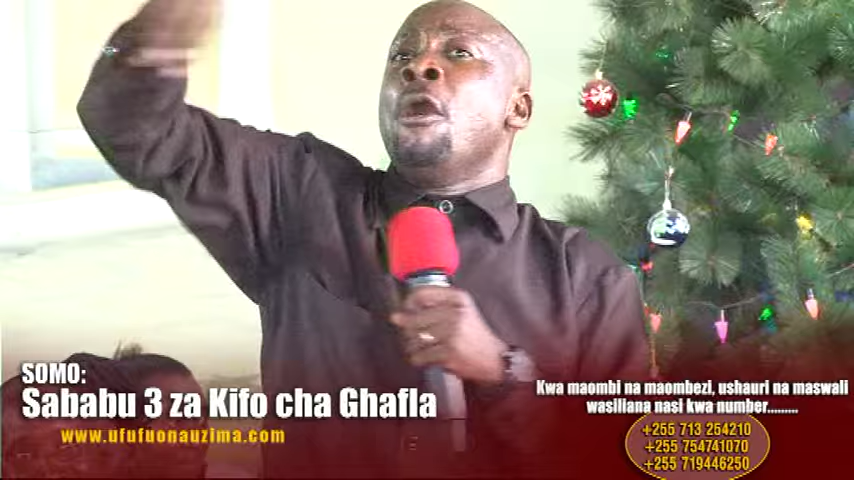 SOMO:
Sababu 3 za Kifo cha Ghafla
www.ufufuonauzima.com
Kwa maombi na maombezi, ushauri na maswali
wasiliana nasi kwa number.........
+255 713 254210
+255 754741070
+255 719446250